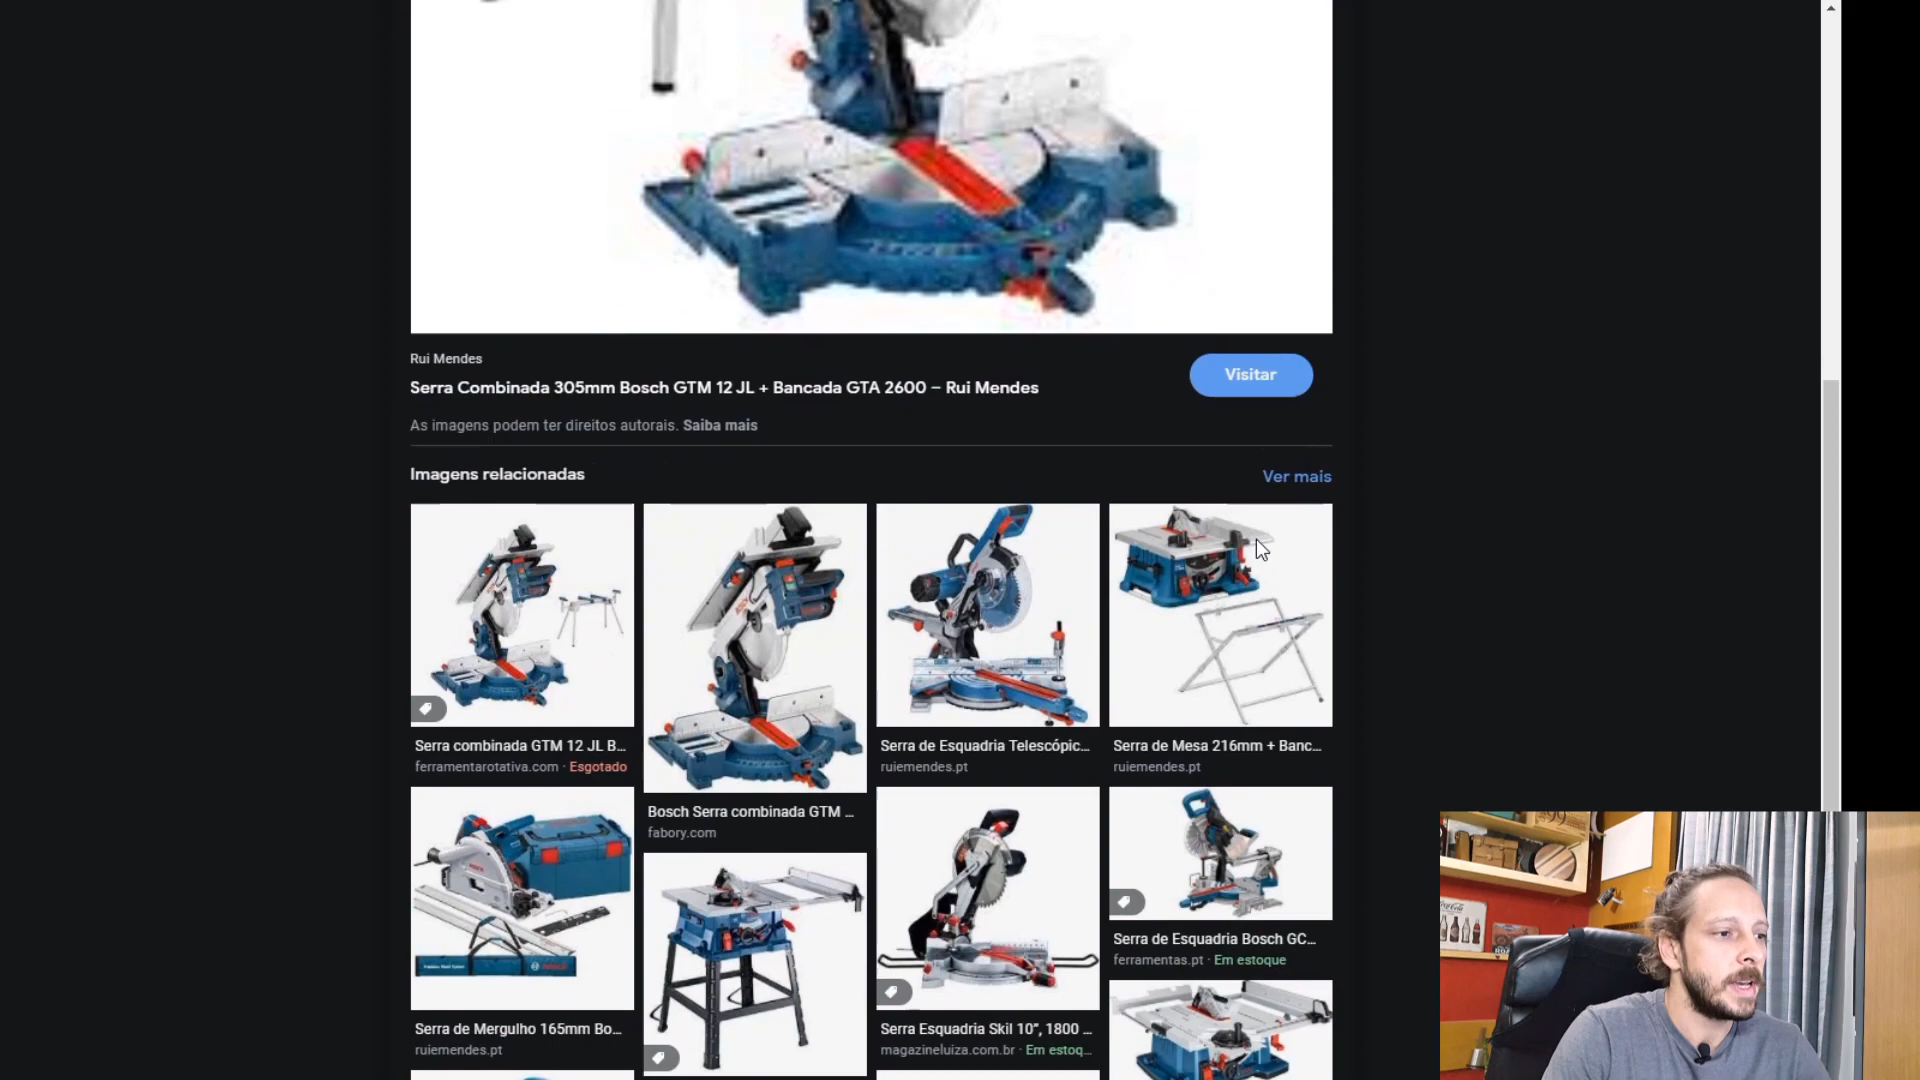 Rui Mendes
Serra Combinada 305mm Bosch GTM 12 JL + Bancada GTA 2600 – Rui Mendes
Visitar
As imagens podem ter direitos autorais. Saiba mais
Imagens relacionadas
Ver mais
Serra combinada GTM 12 JL B...
ferramentarotativa.com · Esgotado
Bosch Serra combinada GTM ...
fabory.com
Serra de Esquadria Telescópic...
ruiemendes.pt
Serra de Mesa 216mm + Banc...
ruiemendes.pt
Serra de Mergulho 165mm Bo...
ruiemendes.pt
Serra Esquadria Skil 10", 1800 ...
magazineluiza.com.br · Em estoq...
Serra de Esquadria Bosch GC...
ferramentas.pt · Em estoque
Coca-Cola